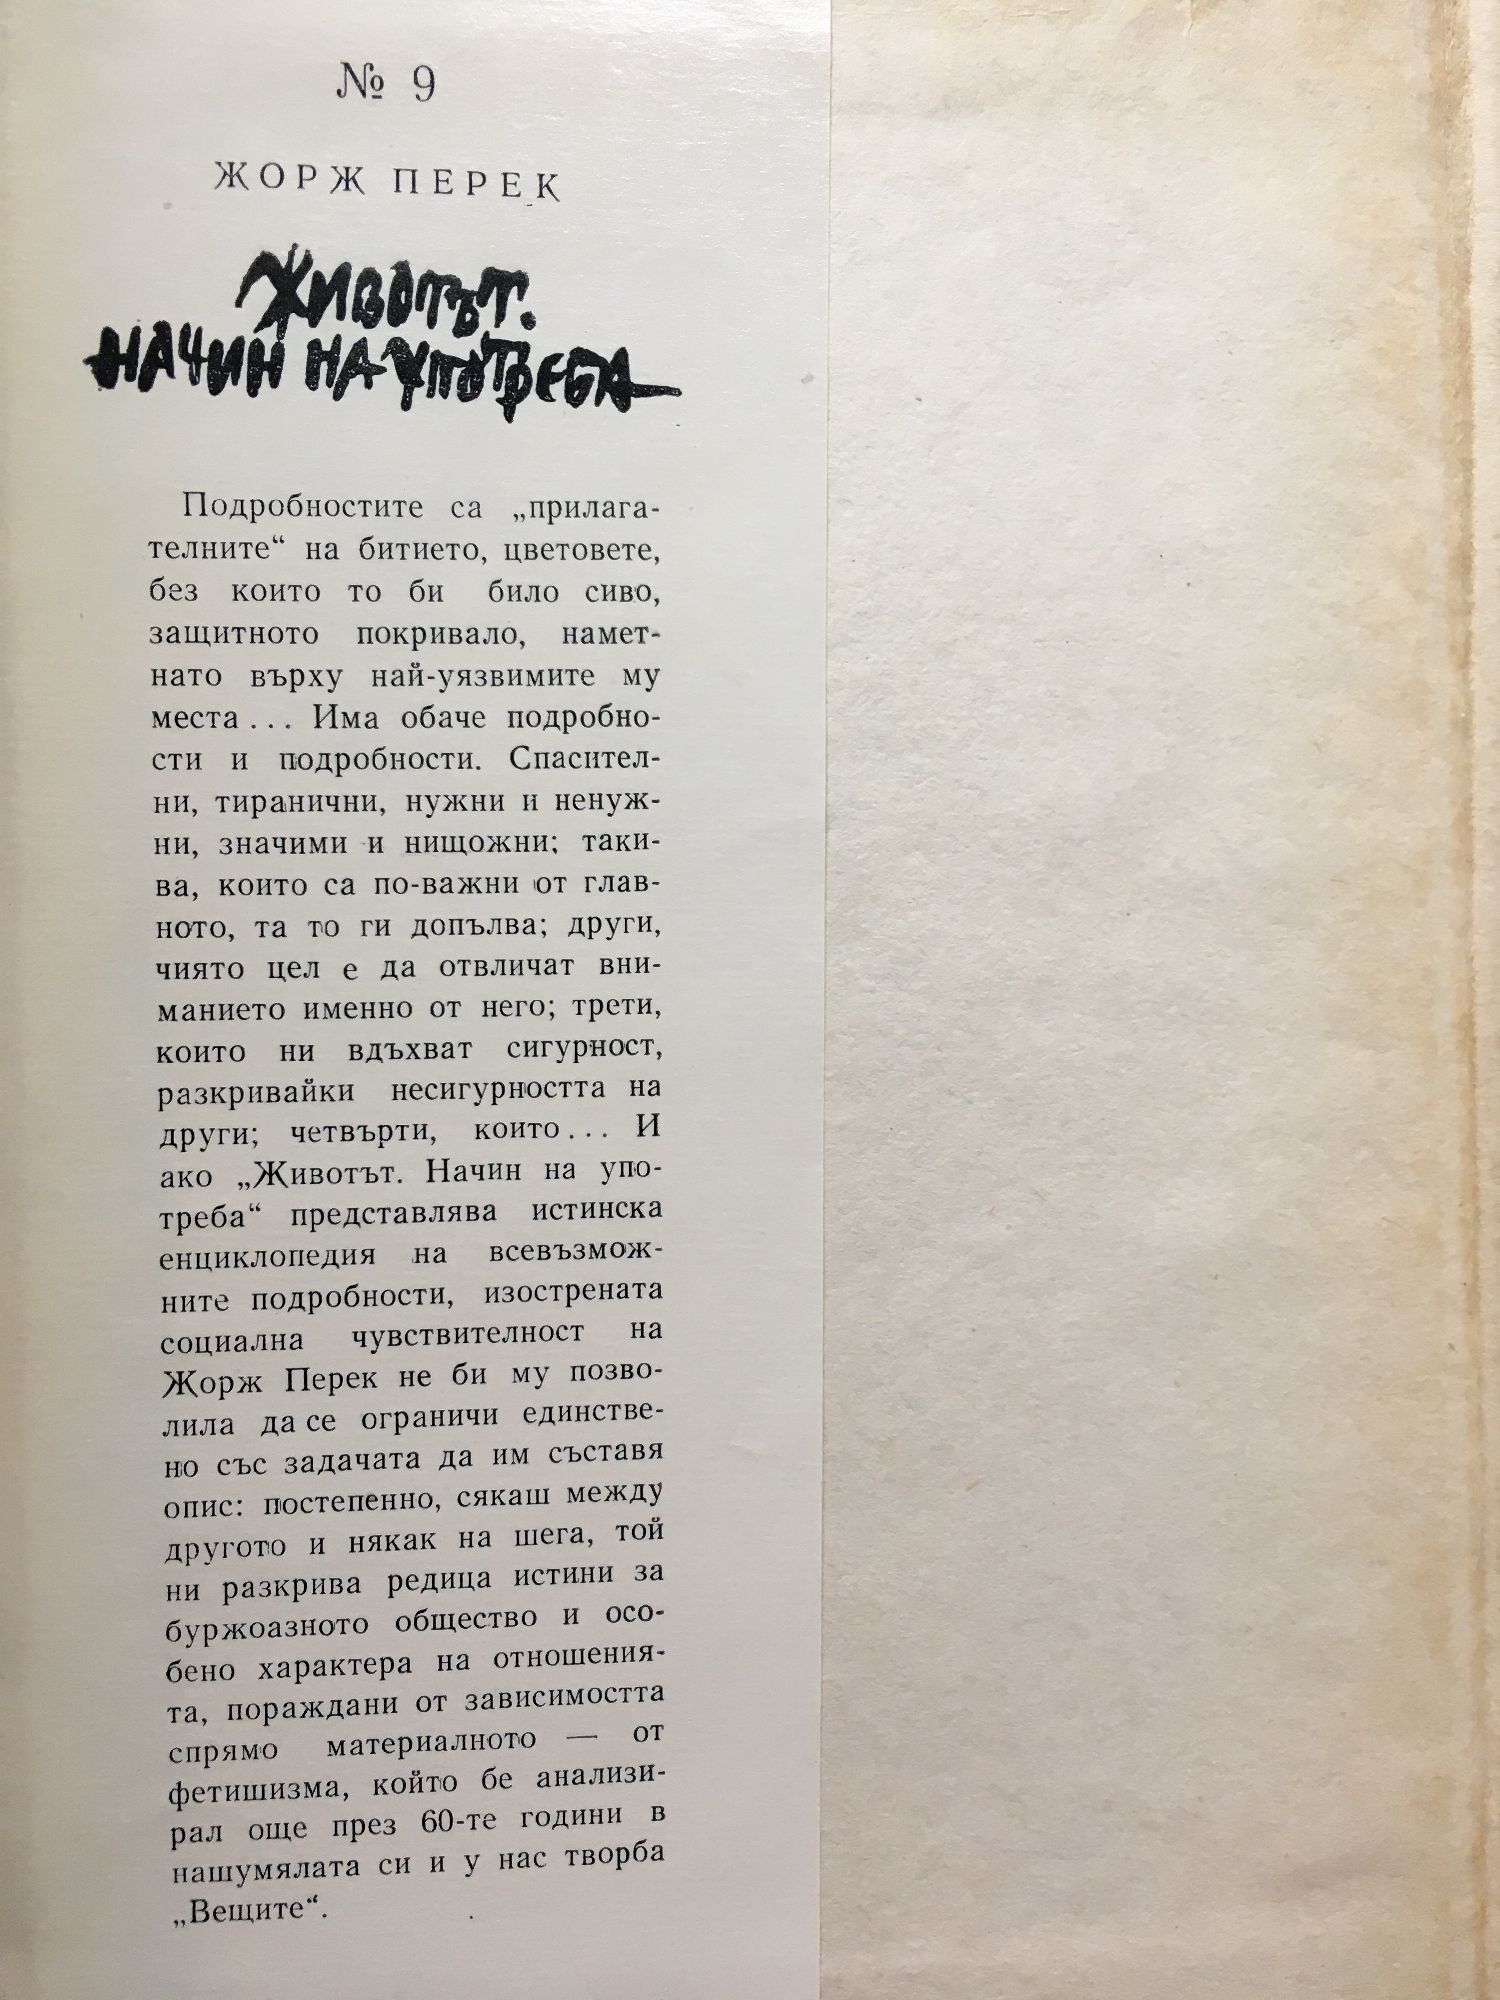 № 9
ЖОРЖ ПЕРЕК
ЖИВОТЪТ.
НАЧИН НА УПОТРЕБА
Подробностите са „прилага-
телните“ на битието, цветовете,
без които то би било сиво,
защитното покривало, намет-
нато върху най-уязвимите му
места... Има обаче подробно-
сти и подробности. Спасител-
ни, тиранични, нужни и ненуж-
ни, значими и нищожни; таки-
ва, които са по-важни от глав-
ното, та то ги допълва; други,
чиято цел е да отвличат вни-
манието именно от него; трети,
които ни вдъхват сигурност,
разкривайки несигурността на
други; четвърти, които... И
ако „Животът. Начин на упо-
треба“ представлява истинска
енциклопедия на всевъзмож-
ните подробности, изострената
социална чувствителност на
Жорж Перек не би му позво-
лила да се ограничи единстве-
но със задачата да им съставя
опис: постепенно, сякаш между
другото и някак на шега, той
ни разкрива редица истини за
буржоазното общество и осо-
бено характера на отношения-
та, пораждани от зависимостта
спрямо материалното — от
фетишизма, който бе анализи-
рал още през 60-те години в
нашумялата си и у нас творба
„Вещите“.